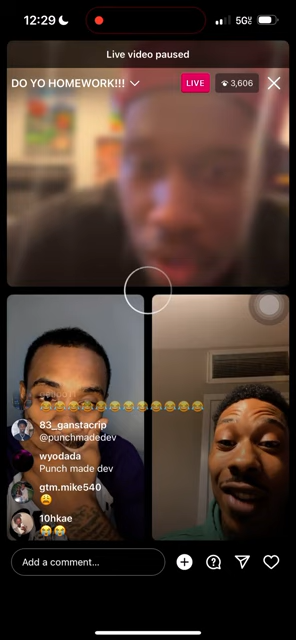 12:29
5G
Live video paused
DO YO HOMEWORK!!!
LIVE
3,606
83_ganstacrip
@punchmadedev
wyodada
Punch made dev
gtm.mike540
😩
10hkae
😭😭
Add a comment...